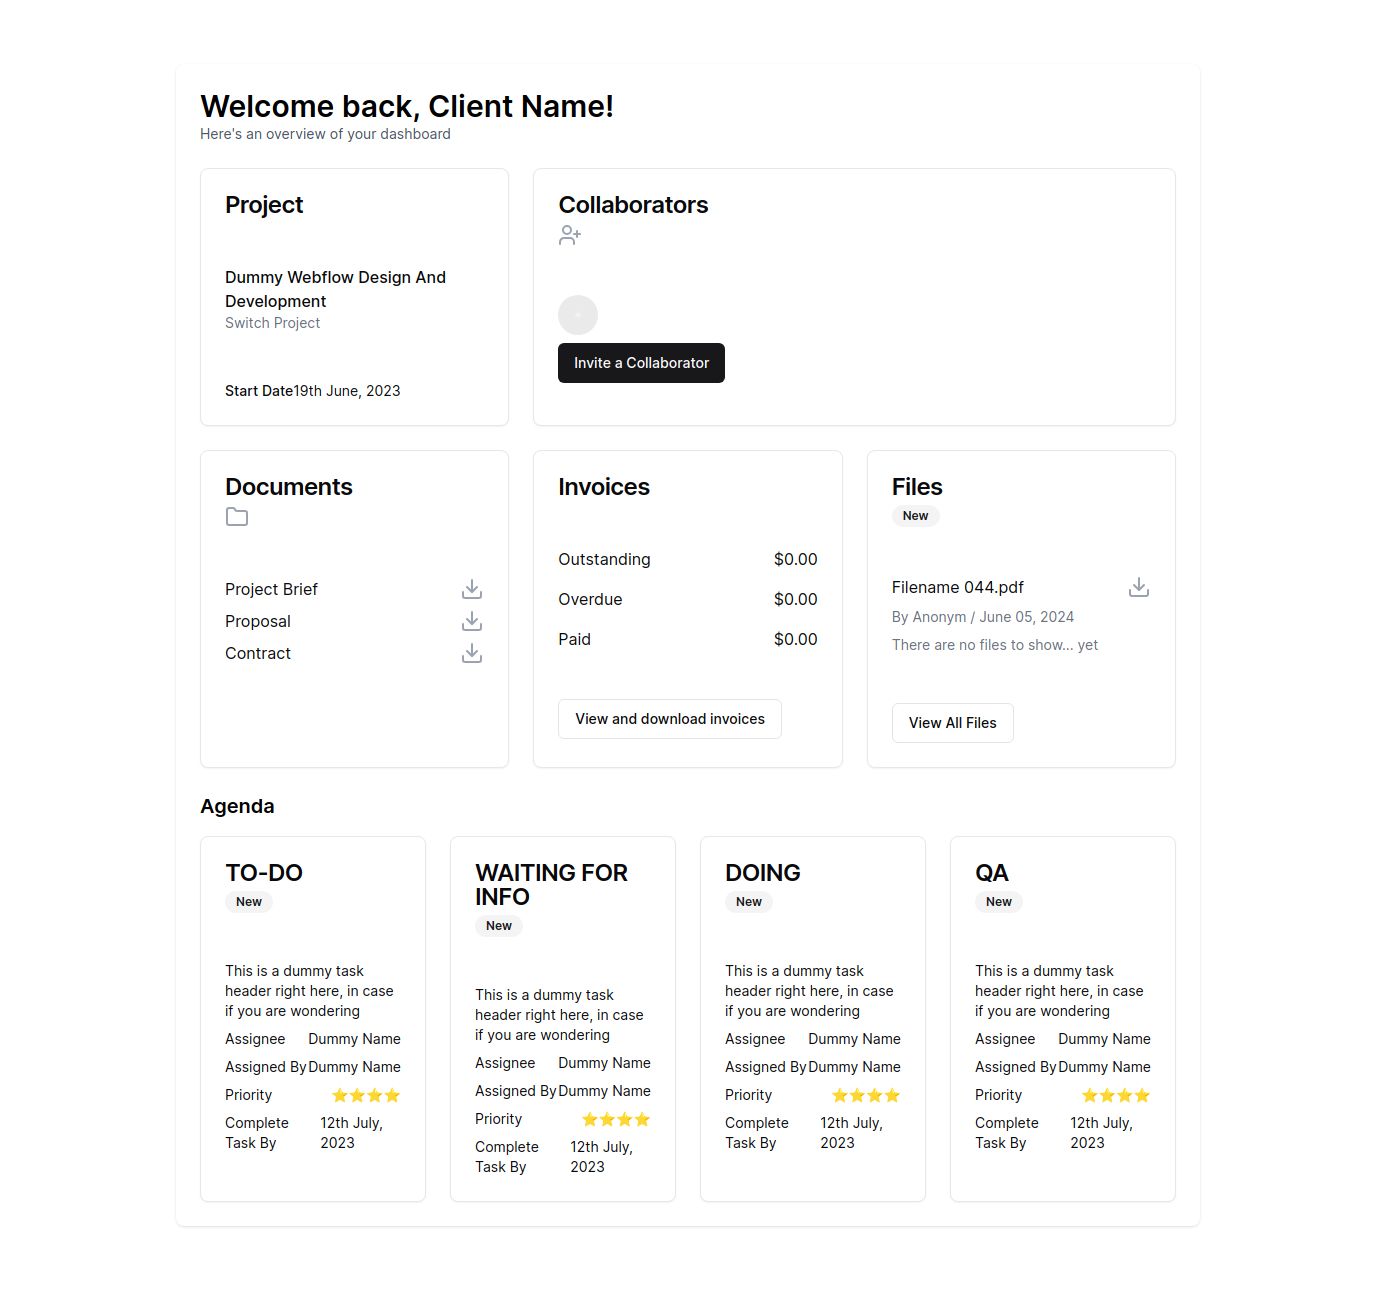 Welcome back, Client Name!
Here's an overview of your dashboard
Project
Dummy Webflow Design And
Development
Switch Project
Start Date19th June, 2023
Collaborators
Invite a Collaborator
Documents
Project Brief
Proposal
Contract
Invoices
Outstanding $0.00
Overdue $0.00
Paid $0.00
View and download invoices
Files
New
Filename 044.pdf
By Anonym / June 05, 2024
There are no files to show... yet
View All Files
Agenda
TO-DO
New
This is a dummy task
header right here, in case
if you are wondering
Assignee Dummy Name
Assigned By Dummy Name
Priority ⭐⭐⭐⭐
Complete
Task By
12th July,
2023
WAITING FOR
INFO
New
This is a dummy task
header right here, in case
if you are wondering
Assignee Dummy Name
Assigned By Dummy Name
Priority ⭐⭐⭐⭐
Complete
Task By
12th July,
2023
DOING
New
This is a dummy task
header right here, in case
if you are wondering
Assignee Dummy Name
Assigned By Dummy Name
Priority ⭐⭐⭐⭐
Complete
Task By
12th July,
2023
QA
New
This is a dummy task
header right here, in case
if you are wondering
Assignee Dummy Name
Assigned By Dummy Name
Priority ⭐⭐⭐⭐
Complete
Task By
12th July,
2023